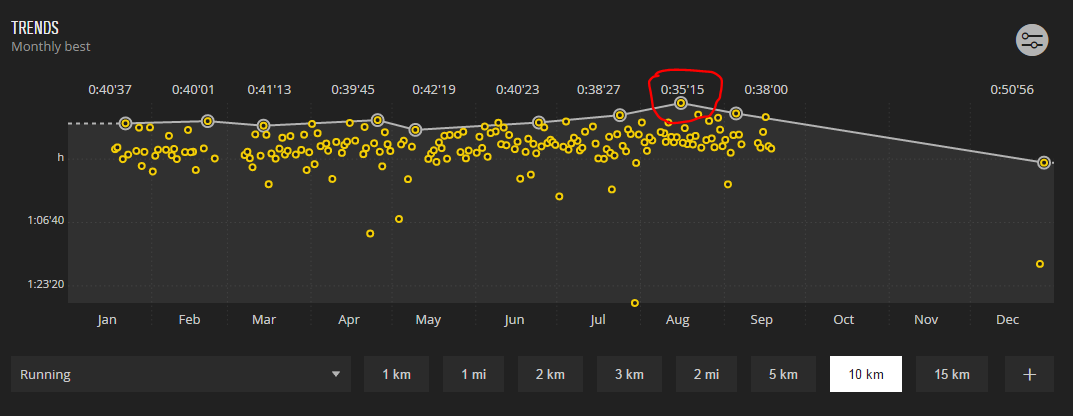 TRENDS
Monthly best
0:40'37 0:40'01 0:41'13 0:39'45 0:42'19 0:40'23 0:38'27 0:35'15 0:38'00 0:50'56
h
1:06'40
1:23'20
Jan Feb Mar Apr May Jun Jul Aug Sep Oct Nov Dec
Running 1 km 1 mi 2 km 3 km 2 mi 5 km 10 km 15 km +